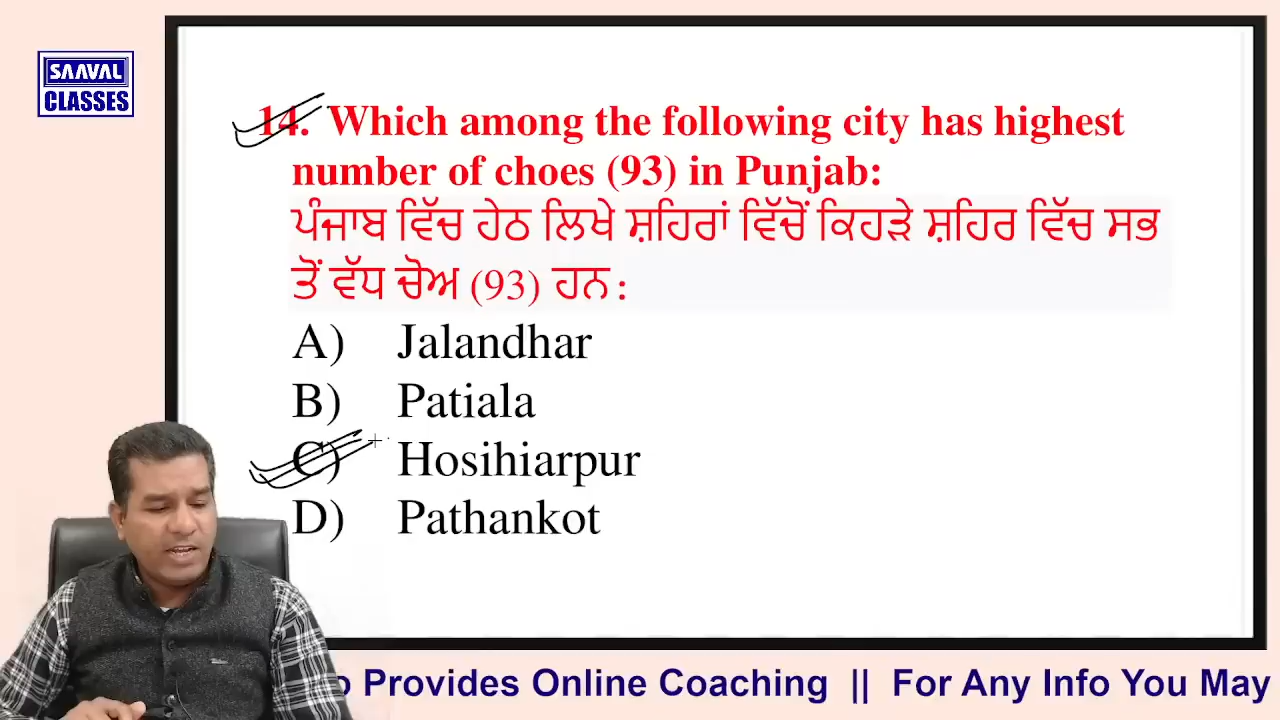 SAAVAL
CLASSES
14. Which among the following city has highest
number of choes (93) in Punjab:
ਪੰਜਾਬ ਵਿੱਚ ਹੇਠ ਲਿਖੇ ਸ਼ਹਿਰਾਂ ਵਿੱਚੋਂ ਕਿਹੜੇ ਸ਼ਹਿਰ ਵਿੱਚ ਸਭ
ਤੋਂ ਵੱਧ ਚੋਅ (93) ਹਨ:
A) Jalandhar
B) Patiala
C) Hosihiarpur
D) Pathankot
o Provides Online Coaching || For Any Info You May